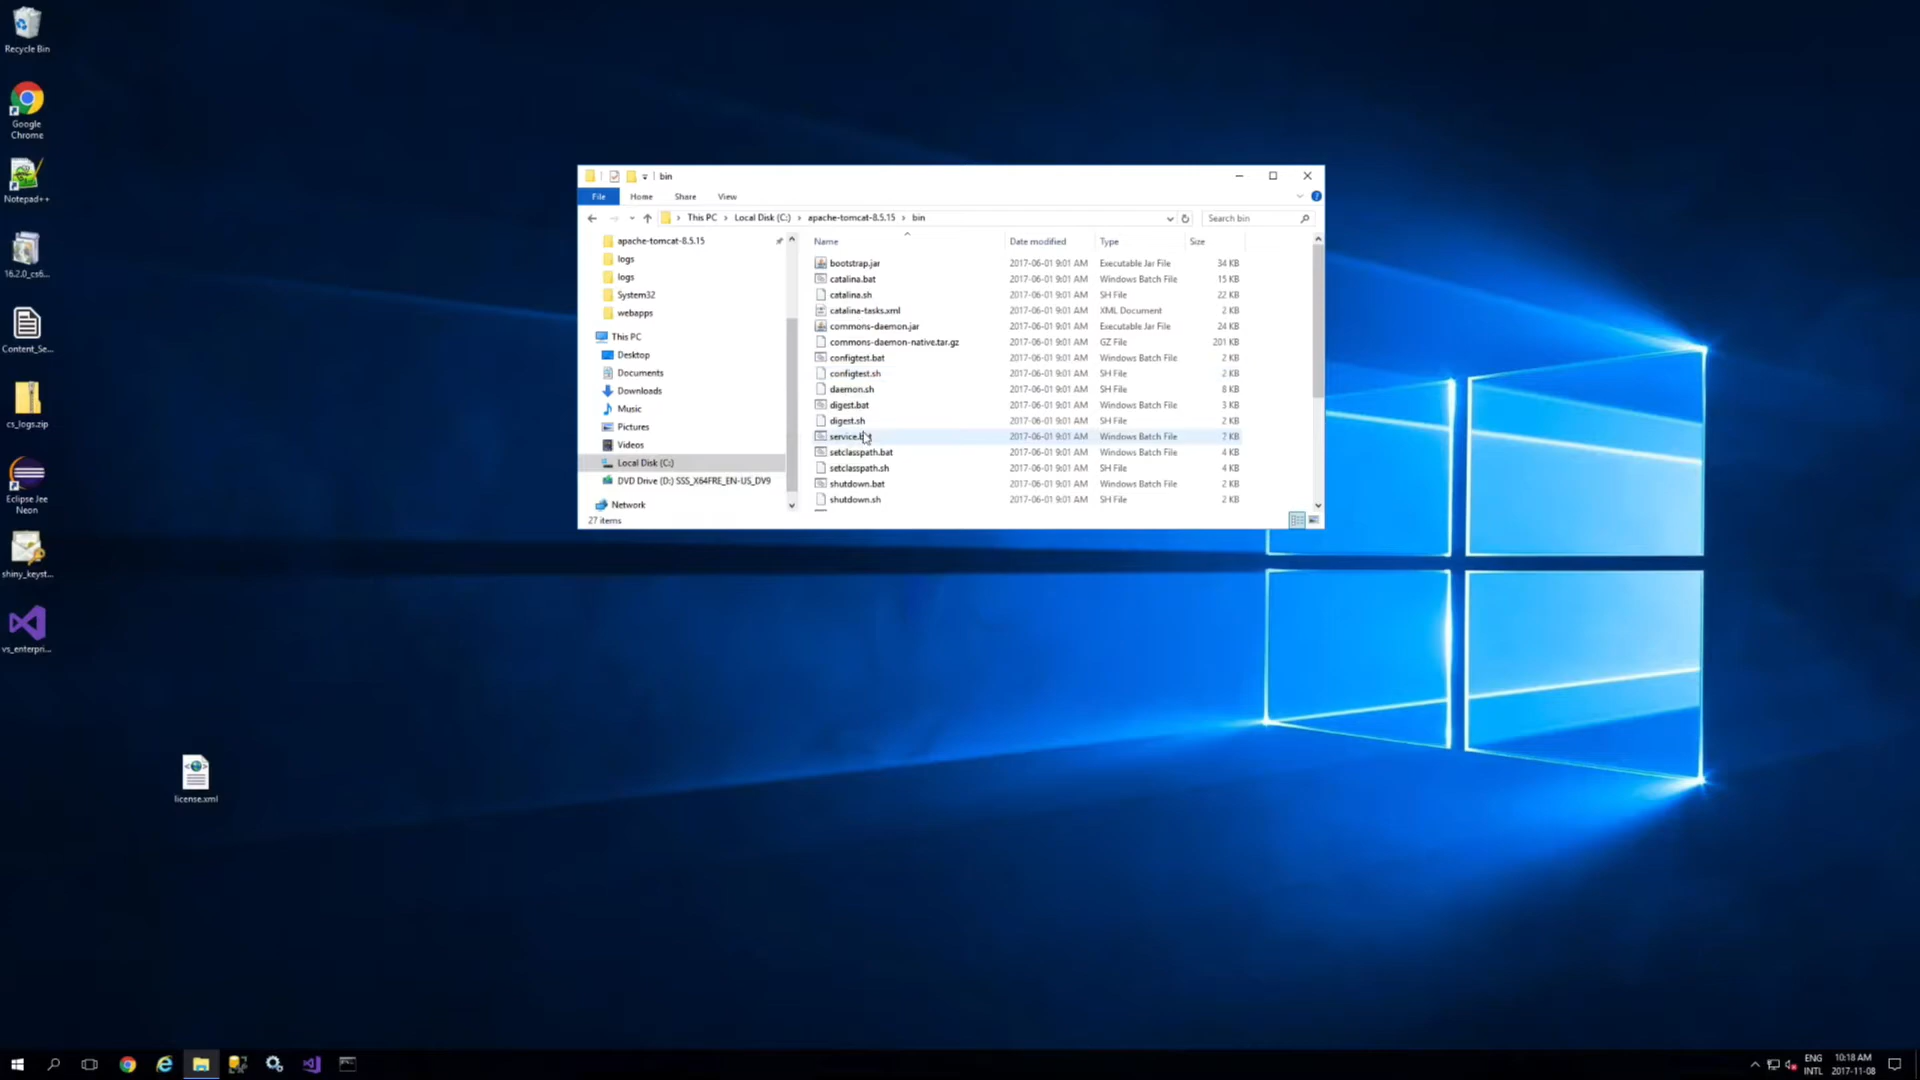 Recycle Bin
Google
Chrome
Notepad++
16.2.0_cs6...
Content_Se...
cs_logs.zip
Eclipse Jee
Neon
shiny_keyst...
vs_enterpri...
license.xml
bin
File Home Share View
This PC Local Disk (C:) apache-tomcat-8.5.15 bin
Search bin
apache-tomcat-8.5.15
logs
logs
System32
webapps
This PC
Desktop
Documents
Downloads
Music
Pictures
Videos
Local Disk (C:)
DVD Drive (D:) SSS_X64FRE_EN-US_DV9
Network
27 items
Name Date modified Type Size
bootstrap.jar 2017-06-01 9:01 AM Executable Jar File 34 KB
catalina.bat 2017-06-01 9:01 AM Windows Batch File 15 KB
catalina.sh 2017-06-01 9:01 AM SH File 22 KB
catalina-tasks.xml 2017-06-01 9:01 AM XML Document 2 KB
commons-daemon.jar 2017-06-01 9:01 AM Executable Jar File 24 KB
commons-daemon-native.tar.gz 2017-06-01 9:01 AM GZ File 201 KB
configtest.bat 2017-06-01 9:01 AM Windows Batch File 2 KB
configtest.sh 2017-06-01 9:01 AM SH File 2 KB
daemon.sh 2017-06-01 9:01 AM SH File 8 KB
digest.bat 2017-06-01 9:01 AM Windows Batch File 3 KB
digest.sh 2017-06-01 9:01 AM SH File 2 KB
service.bat 2017-06-01 9:01 AM Windows Batch File 7 KB
setclasspath.bat 2017-06-01 9:01 AM Windows Batch File 4 KB
setclasspath.sh 2017-06-01 9:01 AM SH File 4 KB
shutdown.bat 2017-06-01 9:01 AM Windows Batch File 2 KB
shutdown.sh 2017-06-01 9:01 AM SH File 2 KB
ENG
INTL
10:18 AM
2017-11-08